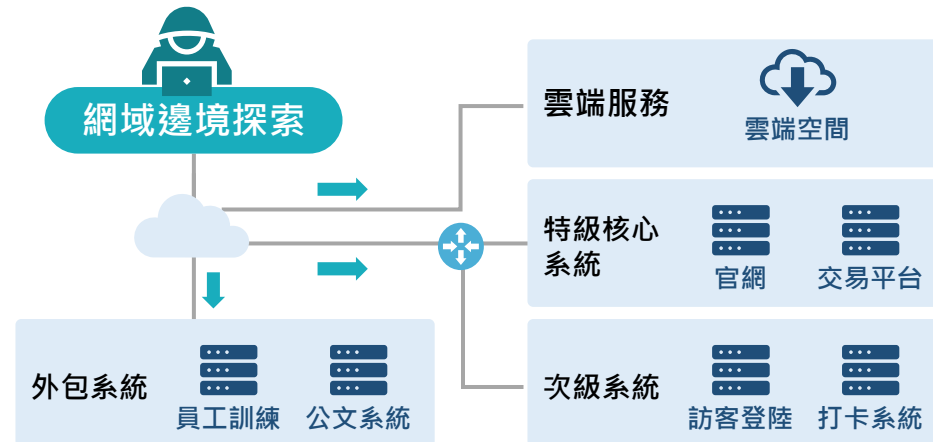 網域邊境探索
雲端服務
雲端空間
特級核心
系統
官網
交易平台
外包系統
員工訓練
公文系統
次級系統
訪客登陸
打卡系統